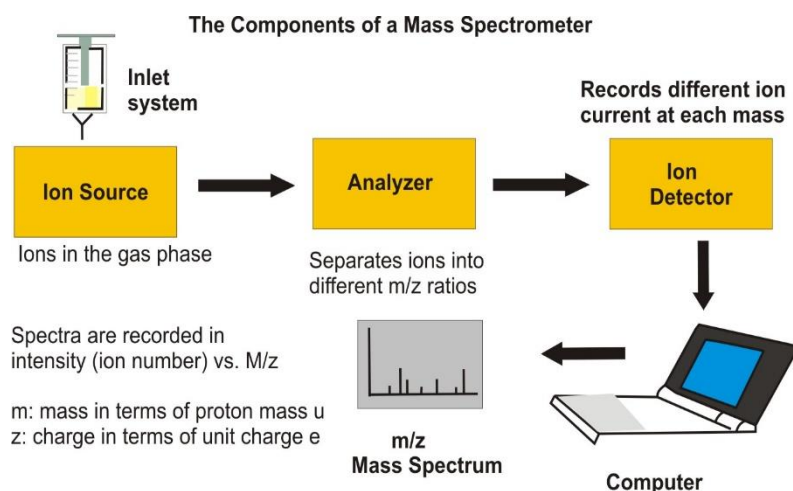 The Components of a Mass Spectrometer
Inlet
system
Records different ion
current at each mass
Ion Source
Analyzer
Ion
Detector
Ions in the gas phase
Separates ions into
different m/z ratios
Spectra are recorded in
intensity (ion number) vs. M/z
m: mass in terms of proton mass u
z: charge in terms of unit charge e
m/z
Mass Spectrum
Computer